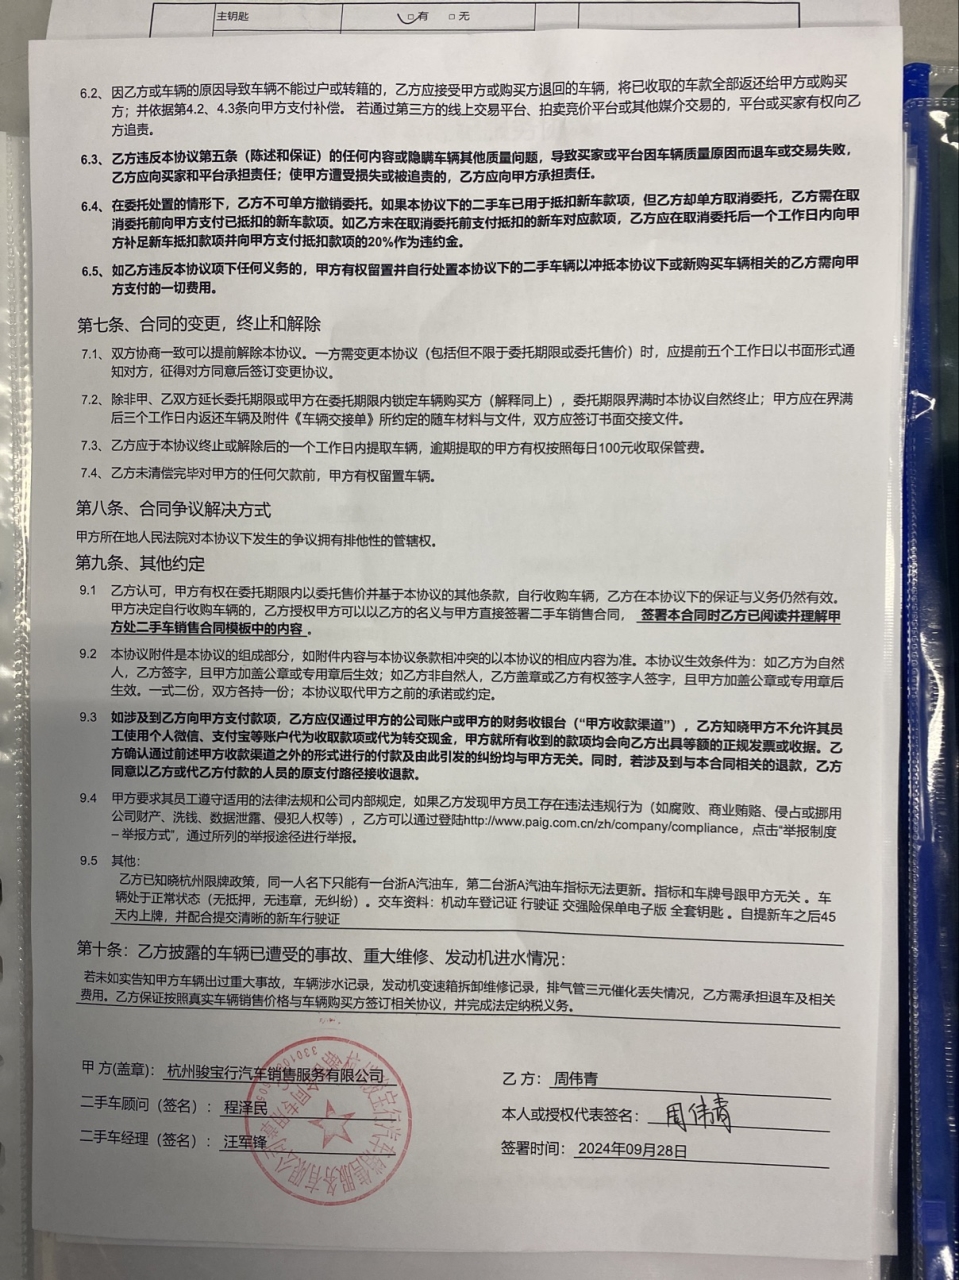 主钥匙 □有 □无
6.2、因乙方或车辆的原因导致车辆不能过户或转籍的，乙方应接受甲方或购买方退回的车辆，将已收取的车款全部返还给甲方或购买
方；并依据第4.2、4.3条向甲方支付补偿。 若通过第三方的线上交易平台、拍卖竞价平台或其他媒介交易的，平台或买家有权向乙
方追责。
6.3、乙方违反本协议第五条（陈述和保证）的任何内容或隐瞒车辆其他质量问题，导致买家或平台因车辆质量原因而退车或交易失败，
乙方应向买家和平台承担责任；使甲方遭受损失或被追责的，乙方应向甲方承担责任。
6.4、在委托处置的情形下，乙方不可单方撤销委托。如果本协议下的二手车已用于抵扣新车款项，但乙方却单方取消委托，乙方需在取
消委托前向甲方支付已抵扣的新车款项。如乙方未在取消委托前支付抵扣的新车对应款项，乙方应在取消委托后一个工作日内向甲
方补足新车抵扣款项并向甲方支付抵扣款项的20%作为违约金。
6.5、如乙方违反本协议项下任何义务的，甲方有权留置并自行处置本协议下的二手车辆以冲抵本协议下或新购买车辆相关的乙方需向甲
方支付的一切费用。
第七条、合同的变更，终止和解除
7.1、双方协商一致可以提前解除本协议。一方需变更本协议（包括但不限于委托期限或委托售价）时，应提前五个工作日以书面形式通
知对方，征得对方同意后签订变更协议。
7.2、除非甲、乙双方延长委托期限或甲方在委托期限内锁定车辆购买方（解释同上），委托期限界满时本协议自然终止；甲方应在界满
后三个工作日内返还车辆及附件《车辆交接单》所约定的随车材料与文件，双方应签订书面交接文件。
7.3、乙方应于本协议终止或解除后的一个工作日内提取车辆，逾期提取的甲方有权按照每日100元收取保管费。
7.4、乙方未清偿完毕对甲方的任何欠款前，甲方有权留置车辆。
第八条、合同争议解决方式
甲方所在地人民法院对本协议下发生的争议拥有排他性的管辖权。
第九条、其他约定
9.1 乙方认可，甲方有权在委托期限内以委托售价并基于本协议的其他条款，自行收购车辆，乙方在本协议下的保证与义务仍然有效。
甲方决定自行收购车辆的，乙方授权甲方可以以乙方的名义与甲方直接签署二手车销售合同， 签署本合同时乙方已阅读并理解甲
方处二手车销售合同模板中的内容 。
9.2 本协议附件是本协议的组成部分，如附件内容与本协议条款相冲突的以本协议的相应内容为准。本协议生效条件为：如乙方为自然
人，乙方签字，且甲方加盖公章或专用章后生效；如乙方非自然人，乙方盖章或乙方有权签字人签字，且甲方加盖公章或专用章后
生效。一式二份，双方各持一份；本协议取代甲方之前的承诺或约定。
9.3 如涉及到乙方向甲方支付款项，乙方应仅通过甲方的公司账户或甲方的财务收银台（“甲方收款渠道”），乙方知晓甲方不允许其员
工使用个人微信、支付宝等账户代为收取款项或代为转交现金，甲方就所有收到的款项均会向乙方出具等额的正规发票或收据。乙
方确认通过前述甲方收款渠道之外的形式进行的付款及由此引发的纠纷均与甲方无关。同时，若涉及到与本合同相关的退款，乙方
同意以乙方或代乙方付款的人员的原支付路径接收退款。
9.4 甲方要求其员工遵守适用的法律法规和公司内部规定，如果乙方发现甲方员工存在违法违规行为（如腐败、商业贿赂、侵占或挪用
公司财产、洗钱、数据泄露、侵犯人权等），乙方可以通过登陆http://www.paig.com.cn/zh/company/compliance，点击“举报制度
– 举报方式”，通过所列的举报途径进行举报。
9.5 其他：
乙方已知晓杭州限牌政策，同一人名下只能有一台浙A汽油车，第二台浙A汽油车指标无法更新。指标和车牌号跟甲方无关 。车
辆处于正常状态（无抵押，无违章，无纠纷）。交车资料：机动车登记证 行驶证 交强险保单电子版 全套钥匙 。自提新车之后45
天内上牌，并配合提交清晰的新车行驶证
第十条：乙方披露的车辆已遭受的事故、重大维修、发动机进水情况：
若未如实告知甲方车辆出过重大事故，车辆涉水记录，发动机变速箱拆卸维修记录，排气管三元催化丢失情况，乙方需承担退车及相关
费用。乙方保证按照真实车辆销售价格与车辆购买方签订相关协议，并完成法定纳税义务。
甲 方(盖章)： 杭州骏宝行汽车销售服务有限公司
乙 方： 周伟青
二手车顾问（签名）： 程泽民
本人或授权代表签名： 周伟青
二手车经理（签名）： 汪军锋
签署时间： 2024年09月28日